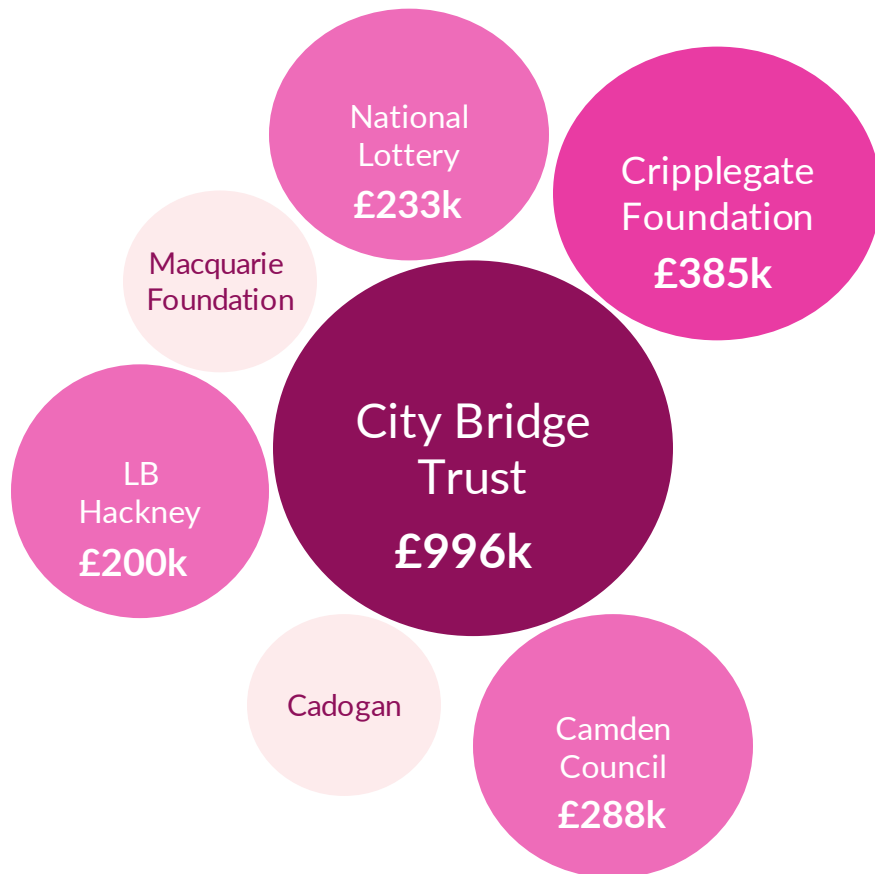 National
Lottery
£233k
Cripplegate
Foundation
£385k
Macquarie
Foundation
City Bridge
Trust
£996k
LB
Hackney
£200k
Cadogan
Camden
Council
£288k